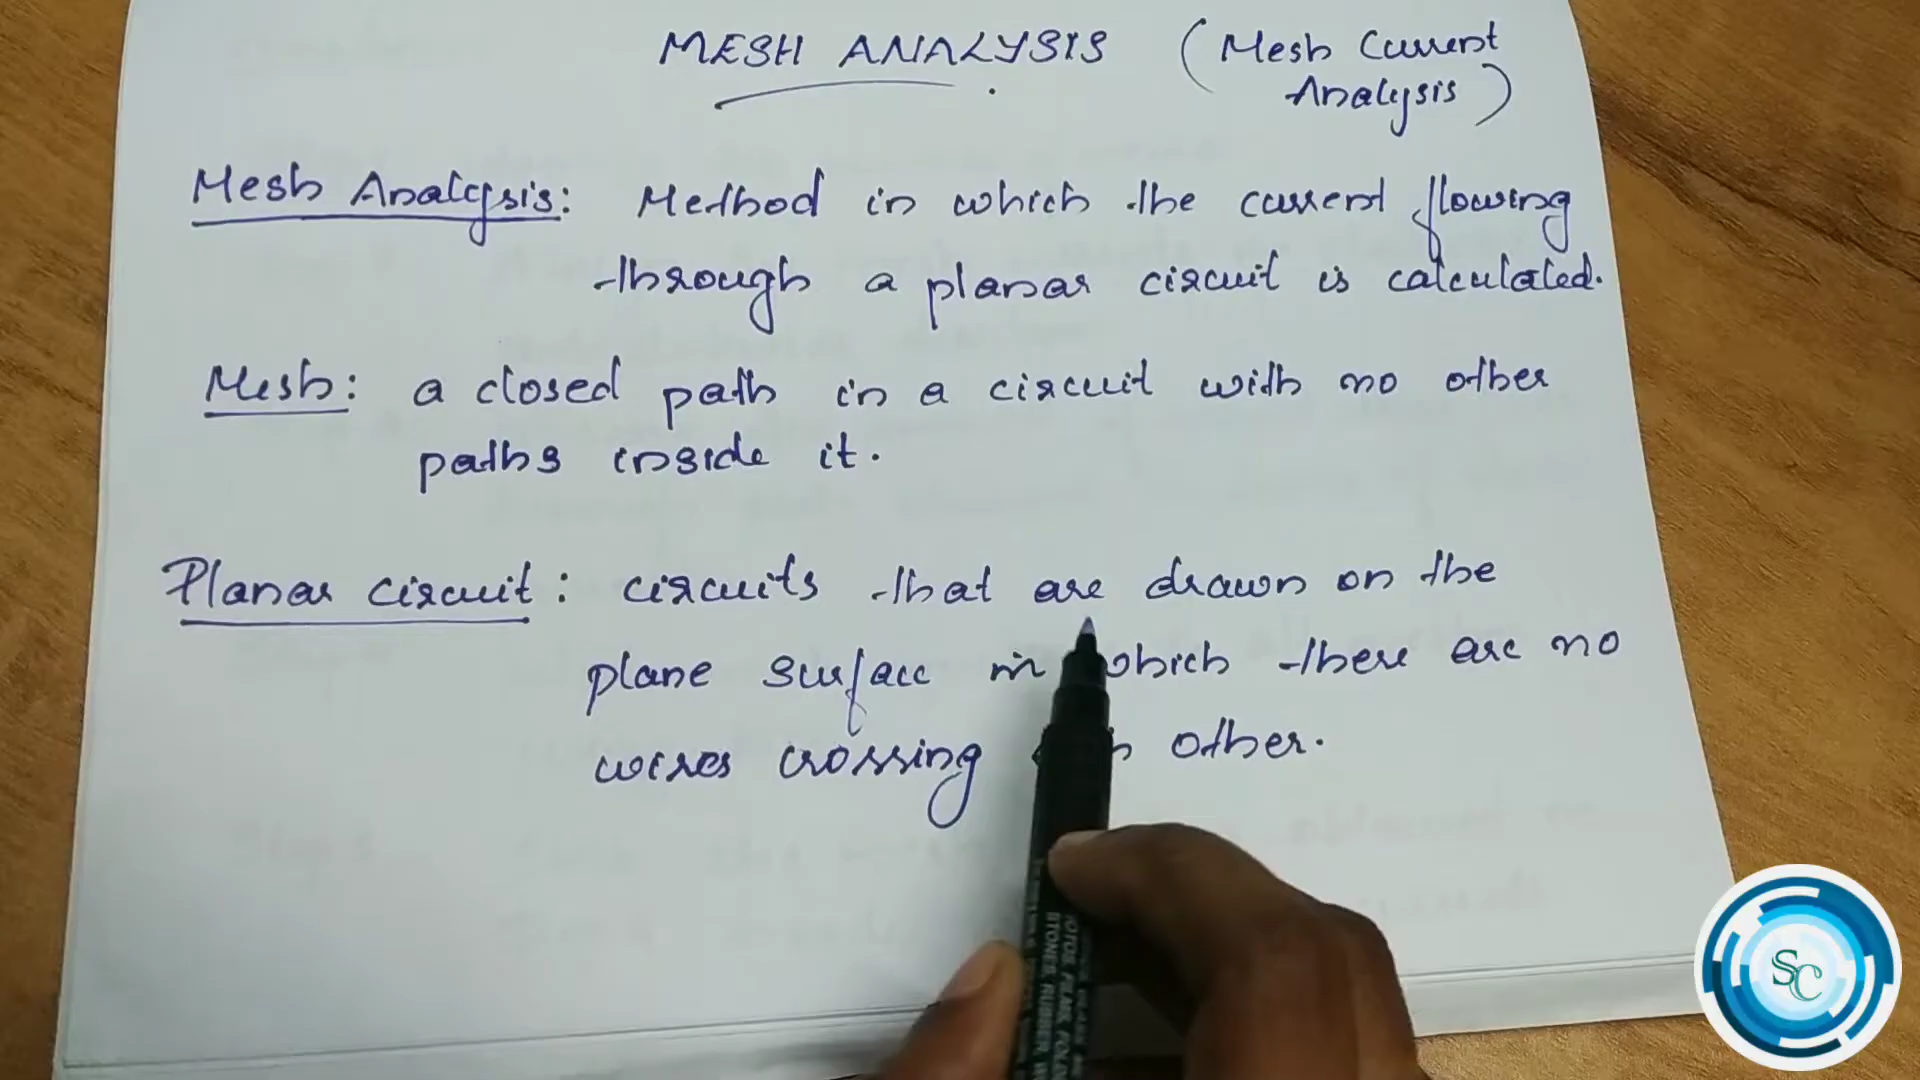 MESH ANALYSIS (Mesh Current
Analysis)
Mesh Analysis: Method in which the current flowing
through a planar circuit is calculated.
Mesh: a closed path in a circuit with no other
paths inside it.
Planar circuit: circuits that are drawn on the
plane surface in which there are no
wires crossing other.
SC